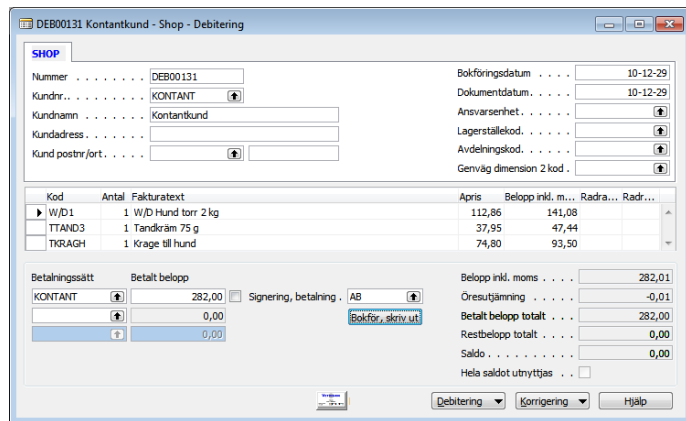 DEB00131 Kontantkund - Shop - Debitering
SHOP
Nummer . . . . . . . . DEB00131
Kundnr.. . . . . . . . KONTANT
Kundnamn . . . . . . . Kontantkund
Kundadress. . . . . . .
Kund postnr/ort. . . . .
Bokföringsdatum . . . . 10-12-29
Dokumentdatum. . . . . 10-12-29
Ansvarsenhet. . . . . .
Lagerställekod. . . . . .
Avdelningskod. . . . . .
Genväg dimension 2 kod .
Kod Antal Fakturatext Apris Belopp inkl. m... Radra... Radr...
W/D1 1 W/D Hund torr 2 kg 112,86 141,08
TTAND3 1 Tandkräm 75 g 37,95 47,44
TKRAGH 1 Krage till hund 74,80 93,50
Betalningssätt Betalt belopp
KONTANT 282,00 Signering, betalning . AB
0,00 Bokför, skriv ut
0,00
Belopp inkl. moms . . . . 282,01
Öresutjämning . . . . . -0,01
Betalt belopp totalt . . . 282,00
Restbelopp totalt . . . . 0,00
Saldo . . . . . . . . . . 0,00
Hela saldot utnyttjas . .
Debitering Korrigering Hjälp